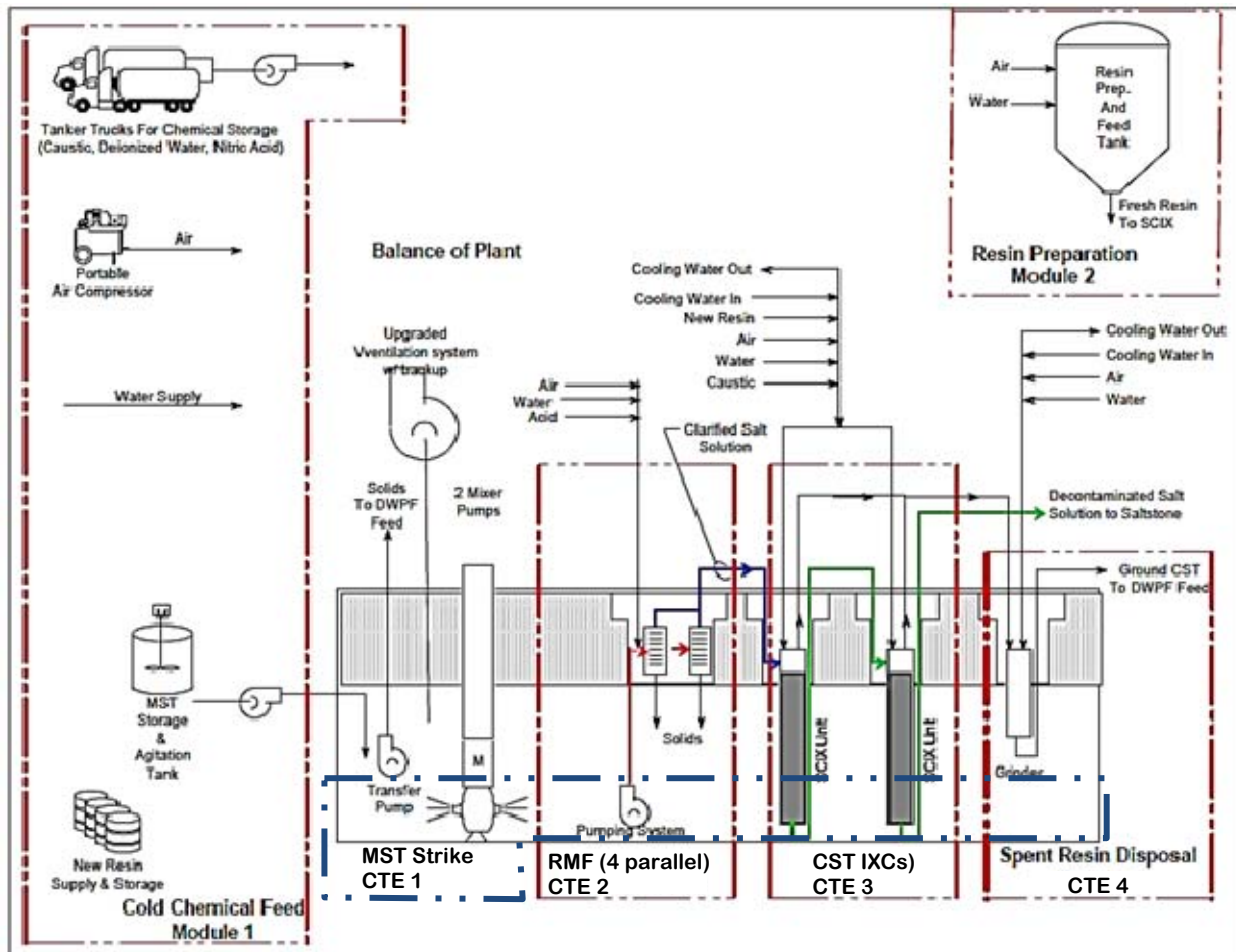 Tanker Trucks For Chemical Storage
(Caustic, Deionized Water, Nitric Acid)
Air
Portable
Air Compressor
Water Supply
MST
Storage
&
Agitation
Tank
New Resin
Supply & Storage
Cold Chemical Feed
Module 1
Balance of Plant
Upgraded
Vventilation system
w/ trackup
Solids
To DWPF
Feed
2 Mixer
Pumps
M
Transfer
Pump
MST Strike
CTE 1
Air
Water
Acid
Clarified Salt
Solution
Solids
Pumping System
RMF (4 parallel)
CTE 2
Cooling Water Out
Cooling Water In
New Resin
Air
Water
Caustic
SCIX Unit
SCIX Unit
CST IXCs)
CTE 3
Air
Water
Resin
Prep.
And
Feed
Tank
Fresh Resin
To SCIX
Resin Preparation
Module 2
Cooling Water Out
Cooling Water In
Air
Water
Decontaminated Salt
Solution to Saltstone
Ground CST
To DWPF Feed
Grinder
Spent Resin Disposal
CTE 4